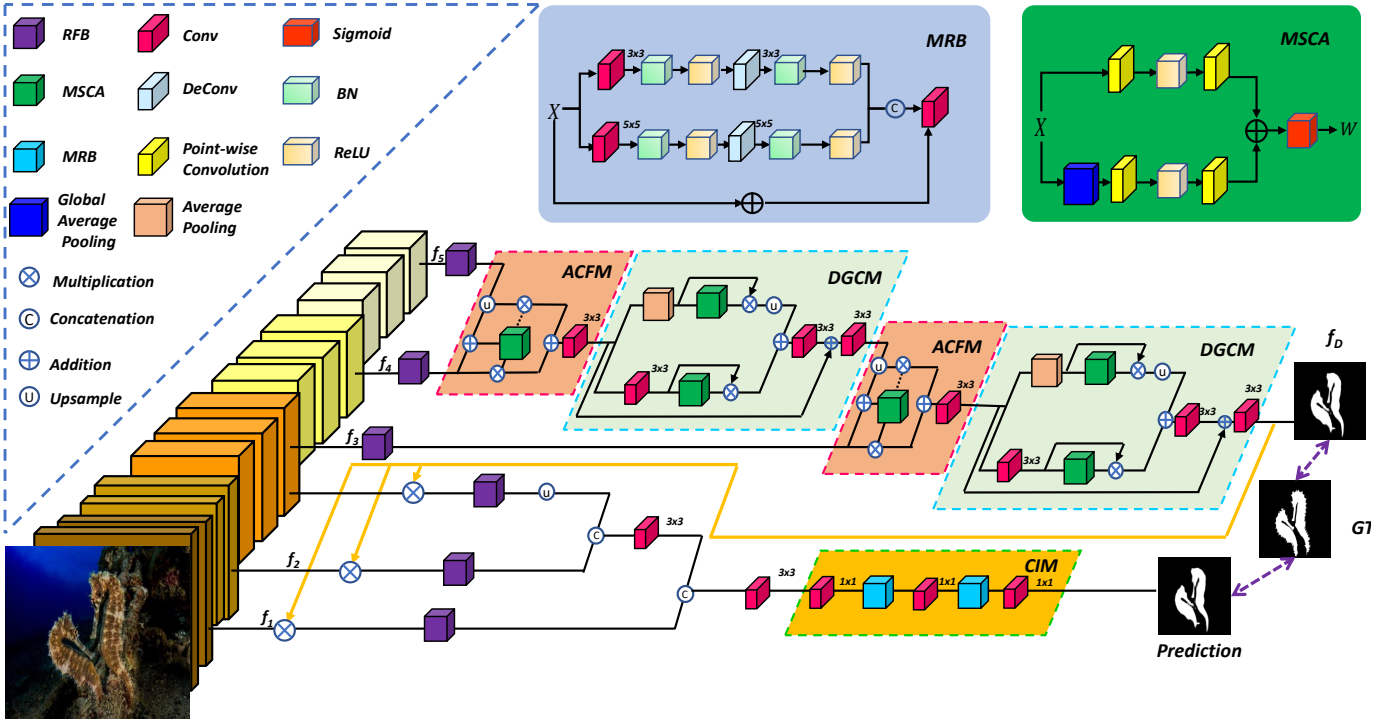 RFB
Conv
Sigmoid
MSCA
DeConv
BN
MRB
Point-wise
Convolution
ReLU
Global
Average
Pooling
Average
Pooling
Multiplication
C
Concatenation
Addition
U
Upsample
MRB
X
3x3
3x3
5x5
5x5
C
MSCA
X
W
f5
ACFM
u
3x3
f4
DGCM
u
3x3
3x3
3x3
ACFM
u
3x3
f3
DGCM
u
3x3
3x3
3x3
fD
GT
u
C
3x3
f2
f1
C
3x3
CIM
1x1
1x1
1x1
Prediction